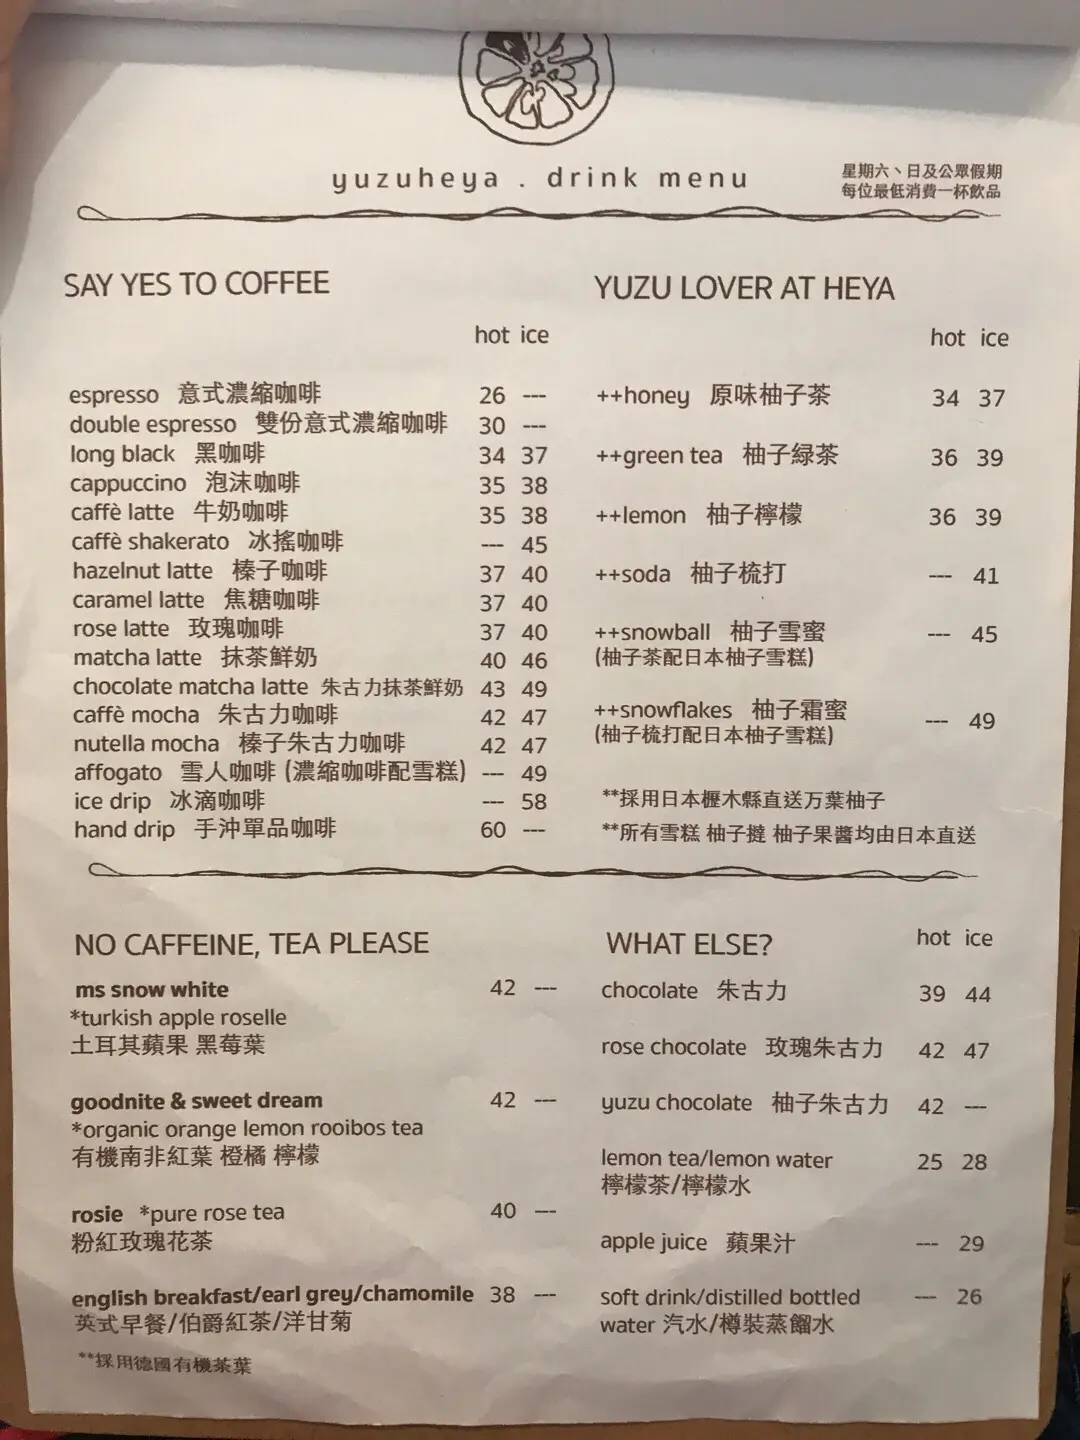 yuzuheya . drink menu
星期六、日及公眾假期
每位最低消費一杯飲品
SAY YES TO COFFEE
hot ice
espresso 意式濃縮咖啡 26 ---
double espresso 雙份意式濃縮咖啡 30 ---
long black 黑咖啡 34 37
cappuccino 泡沫咖啡 35 38
caffè latte 牛奶咖啡 35 38
caffè shakerato 冰搖咖啡 --- 45
hazelnut latte 榛子咖啡 37 40
caramel latte 焦糖咖啡 37 40
rose latte 玫瑰咖啡 37 40
matcha latte 抹茶鮮奶 40 46
chocolate matcha latte 朱古力抹茶鮮奶 43 49
caffè mocha 朱古力咖啡 42 47
nutella mocha 榛子朱古力咖啡 42 47
affogato 雪人咖啡 (濃縮咖啡配雪糕) --- 49
ice drip 冰滴咖啡 --- 58
hand drip 手沖單品咖啡 60 ---
YUZU LOVER AT HEYA
hot ice
++honey 原味柚子茶 34 37
++green tea 柚子緑茶 36 39
++lemon 柚子檸檬 36 39
++soda 柚子梳打 --- 41
++snowball 柚子雪蜜 --- 45
(柚子茶配日本柚子雪糕)
++snowflakes 柚子霜蜜 --- 49
(柚子梳打配日本柚子雪糕)
**採用日本櫪木縣直送万葉柚子
**所有雪糕 柚子撻 柚子果醬均由日本直送
NO CAFFEINE, TEA PLEASE
ms snow white 42 ---
*turkish apple roselle
土耳其蘋果 黑莓葉
goodnite & sweet dream 42 ---
*organic orange lemon rooibos tea
有機南非紅葉 橙橘 檸檬
rosie *pure rose tea 40 ---
粉紅玫瑰花茶
english breakfast/earl grey/chamomile 38 ---
英式早餐/伯爵紅茶/洋甘菊
**採用德國有機茶葉
WHAT ELSE?
hot ice
chocolate 朱古力 39 44
rose chocolate 玫瑰朱古力 42 47
yuzu chocolate 柚子朱古力 42 ---
lemon tea/lemon water 25 28
檸檬茶/檸檬水
apple juice 蘋果汁 --- 29
soft drink/distilled bottled --- 26
water 汽水/樽裝蒸餾水